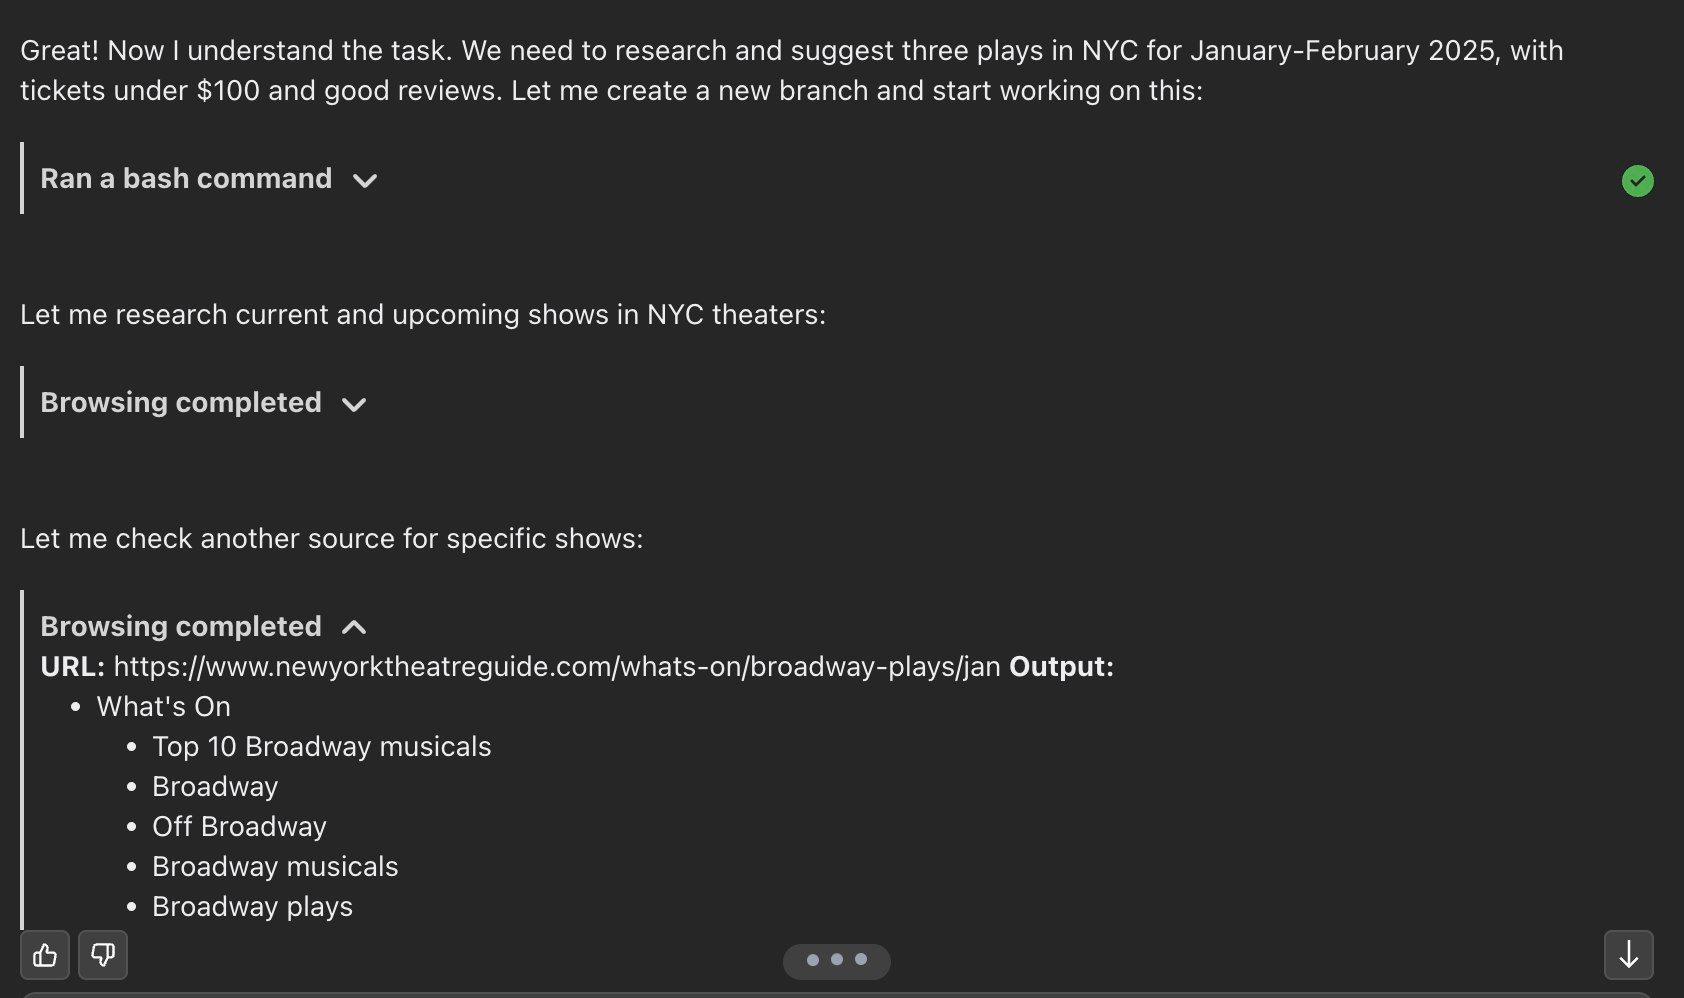 Great! Now I understand the task. We need to research and suggest three plays in NYC for January-February 2025, with
tickets under $100 and good reviews. Let me create a new branch and start working on this:
Ran a bash command
Let me research current and upcoming shows in NYC theaters:
Browsing completed
Let me check another source for specific shows:
Browsing completed
URL: https://www.newyorktheatreguide.com/whats-on/broadway-plays/jan Output:
• What's On
• Top 10 Broadway musicals
• Broadway
• Off Broadway
• Broadway musicals
• Broadway plays